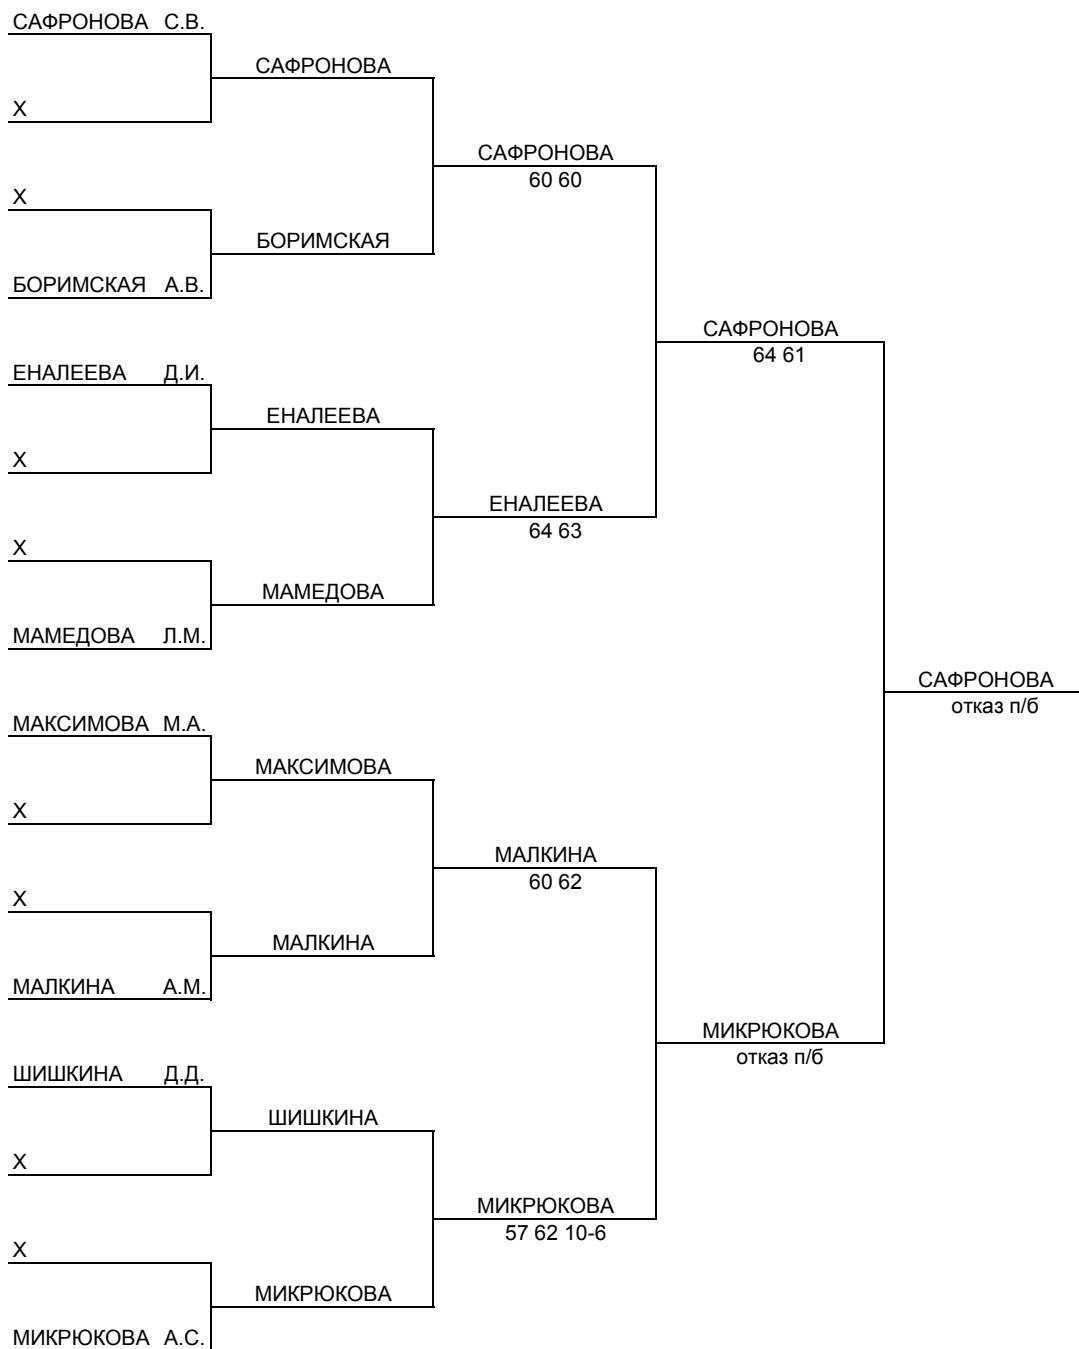 САФРОНОВА С.В.
САФРОНОВА
X
САФРОНОВА
60 60
X
БОРИМСКАЯ
БОРИМСКАЯ А.В.
САФРОНОВА
64 61
ЕНАЛЕЕВА Д.И.
ЕНАЛЕЕВА
X
ЕНАЛЕЕВА
64 63
X
МАМЕДОВА
МАМЕДОВА Л.М.
САФРОНОВА
отказ п/б
МАКСИМОВА М.А.
МАКСИМОВА
X
МАЛКИНА
60 62
X
МАЛКИНА
МАЛКИНА А.М.
МИКРЮКОВА
отказ п/б
ШИШКИНА Д.Д.
ШИШКИНА
X
МИКРЮКОВА
57 62 10-6
X
МИКРЮКОВА
МИКРЮКОВА А.С.